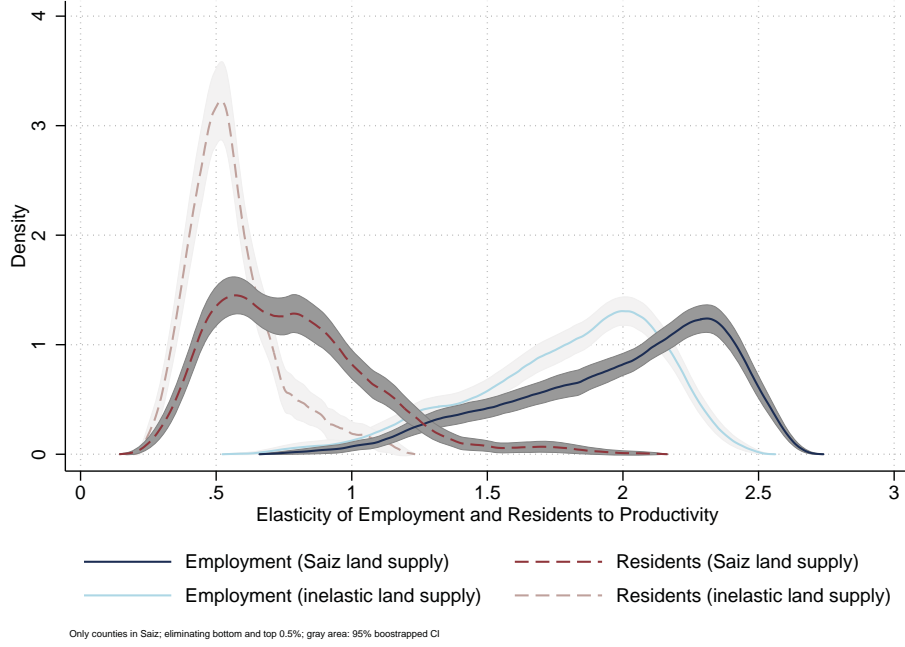 4
3
2
1
0
Density
0 .5 1 1.5 2 2.5 3
Elasticity of Employment and Residents to Productivity
Employment (Saiz land supply) Residents (Saiz land supply)
Employment (inelastic land supply) Residents (inelastic land supply)
Only counties in Saiz; eliminating bottom and top 0.5%; gray area: 95% boostrapped CI